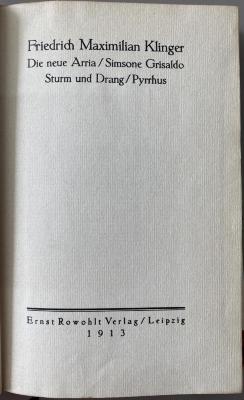 Friedrich Maximilian Klinger
Die neue Arria/Simsone Grisaldo
Sturm und Drang/Pyrrhus
Ernst Rowohlt Verlag/Leipzig
1913